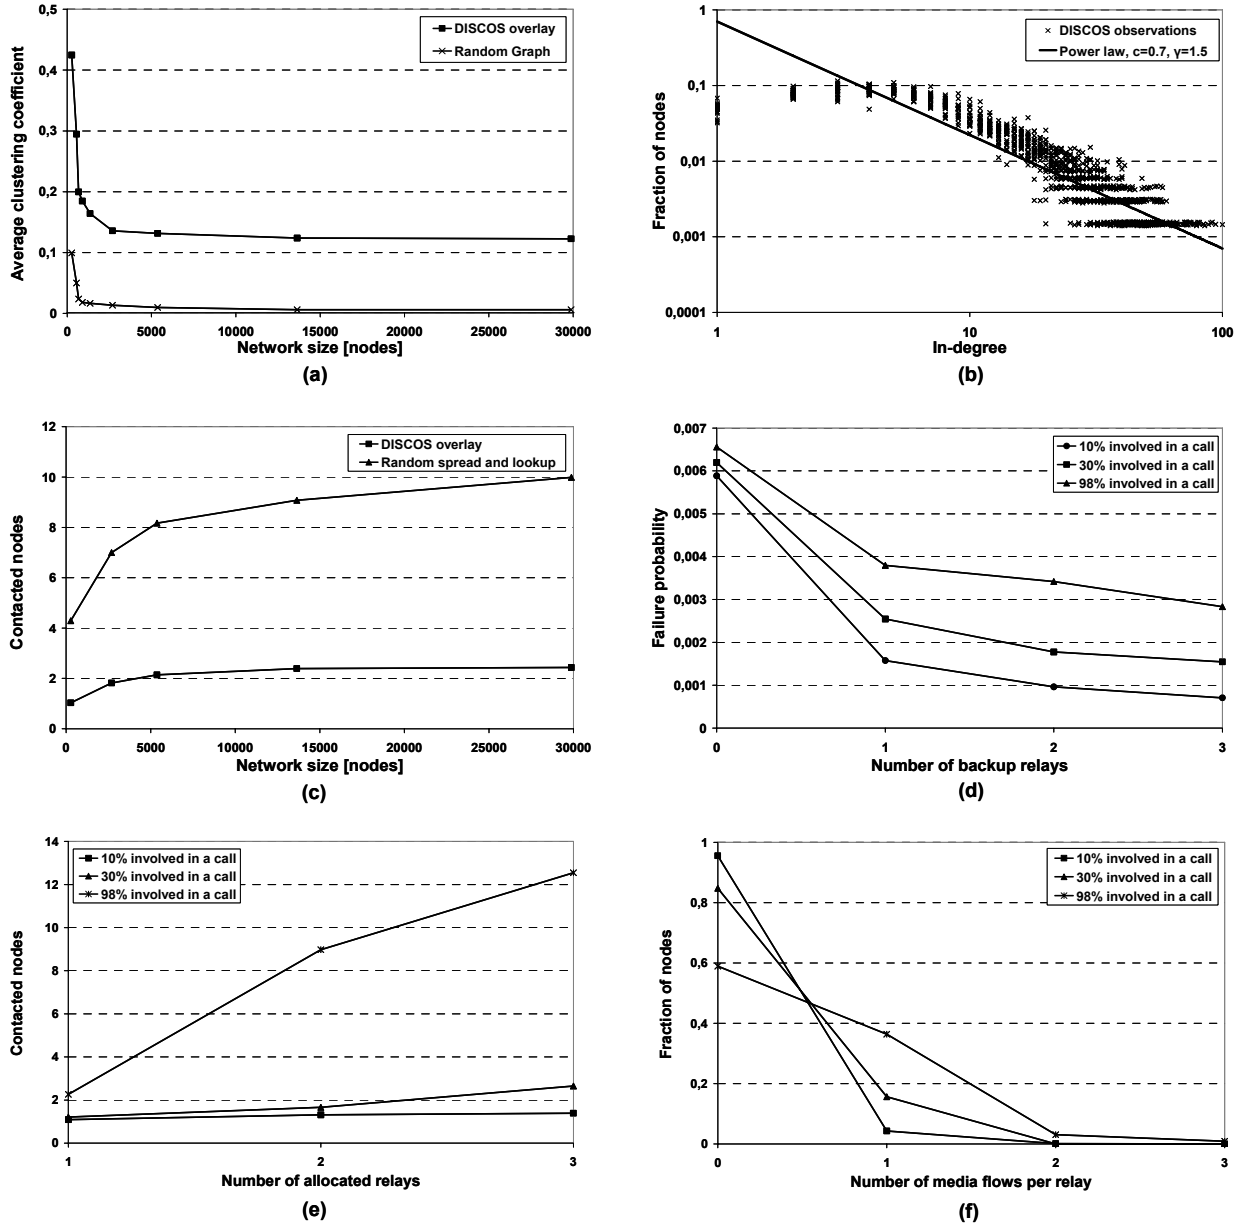 0,5
0,4
0,3
0,2
0,1
0
Average clustering coefficient
DISCOS overlay
Random Graph
0 5000 10000 15000 20000 25000 30000
Network size [nodes]
(a)
1
0,1
0,01
0,001
0,0001
Fraction of nodes
DISCOS observations
Power law, c=0.7, γ=1.5
1 10 100
In-degree
(b)
12
10
8
6
4
2
0
Contacted nodes
DISCOS overlay
Random spread and lookup
0 5000 10000 15000 20000 25000 30000
Network size [nodes]
(c)
0,007
0,006
0,005
0,004
0,003
0,002
0,001
0
Failure probability
10% involved in a call
30% involved in a call
98% involved in a call
0 1 2 3
Number of backup relays
(d)
14
12
10
8
6
4
2
0
Contacted nodes
10% involved in a call
30% involved in a call
98% involved in a call
1 2 3
Number of allocated relays
(e)
1
0,8
0,6
0,4
0,2
0
Fraction of nodes
10% involved in a call
30% involved in a call
98% involved in a call
0 1 2 3
Number of media flows per relay
(f)